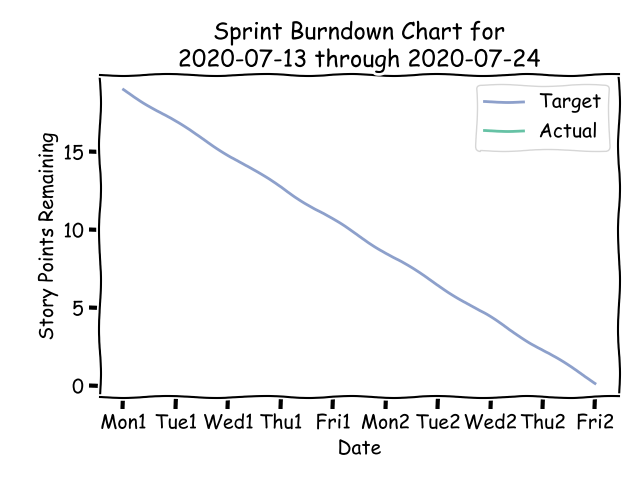 Sprint Burndown Chart for
2020-07-13 through 2020-07-24
Target
Actual
Story Points Remaining
15
10
5
0
Mon1 Tue1 Wed1 Thu1 Fri1 Mon2 Tue2 Wed2 Thu2 Fri2
Date